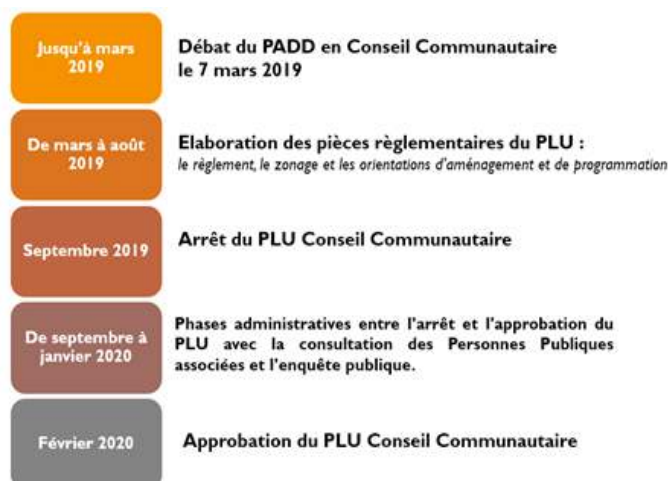 Jusqu'à mars
2019
Débat du PADD en Conseil Communautaire
le 7 mars 2019
De mars à août
2019
Elaboration des pièces règlementaires du PLU :
le règlement, le zonage et les orientations d'aménagement et de programmation
Septembre 2019
Arrêt du PLU Conseil Communautaire
De septembre à
janvier 2020
Phases administratives entre l'arrêt et l'approbation du
PLU avec la consultation des Personnes Publiques
associées et l'enquête publique.
Février 2020
Approbation du PLU Conseil Communautaire